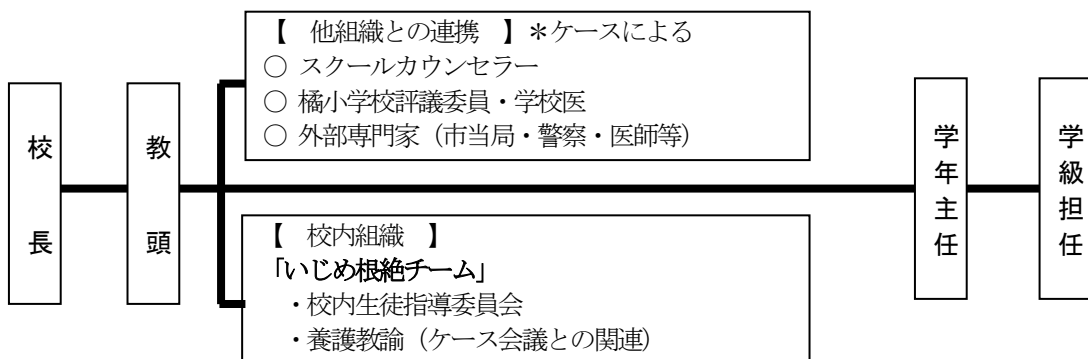 校長
教頭
【　他組織との連携　】＊ケースによる
○ スクールカウンセラー
○ 橘小学校評議委員・学校医
○ 外部専門家（市当局・警察・医師等）
【　校内組織　】
「いじめ根絶チーム」
・校内生徒指導委員会
・養護教諭（ケース会議との関連）
学年主任
学級担任